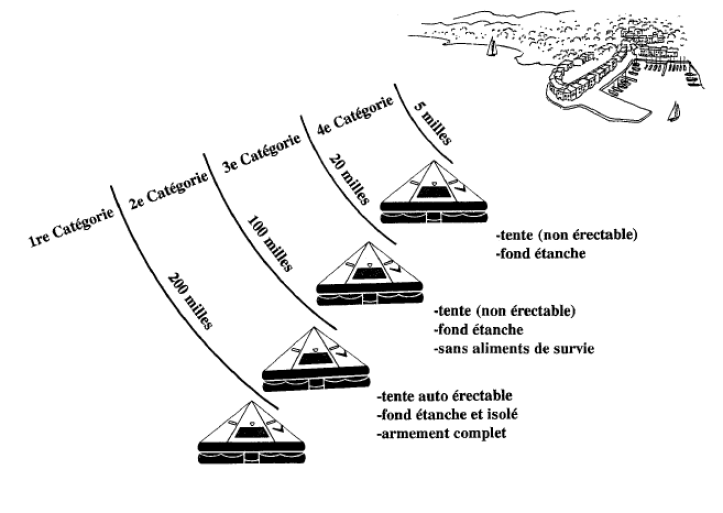 5 milles
4e Catégorie
20 milles
3e Catégorie
100 milles
2e Catégorie
200 milles
1re Catégorie
-tente (non érectable)
-fond étanche
-tente (non érectable)
-fond étanche
-sans aliments de survie
-tente auto érectable
-fond étanche et isolé
-armement complet